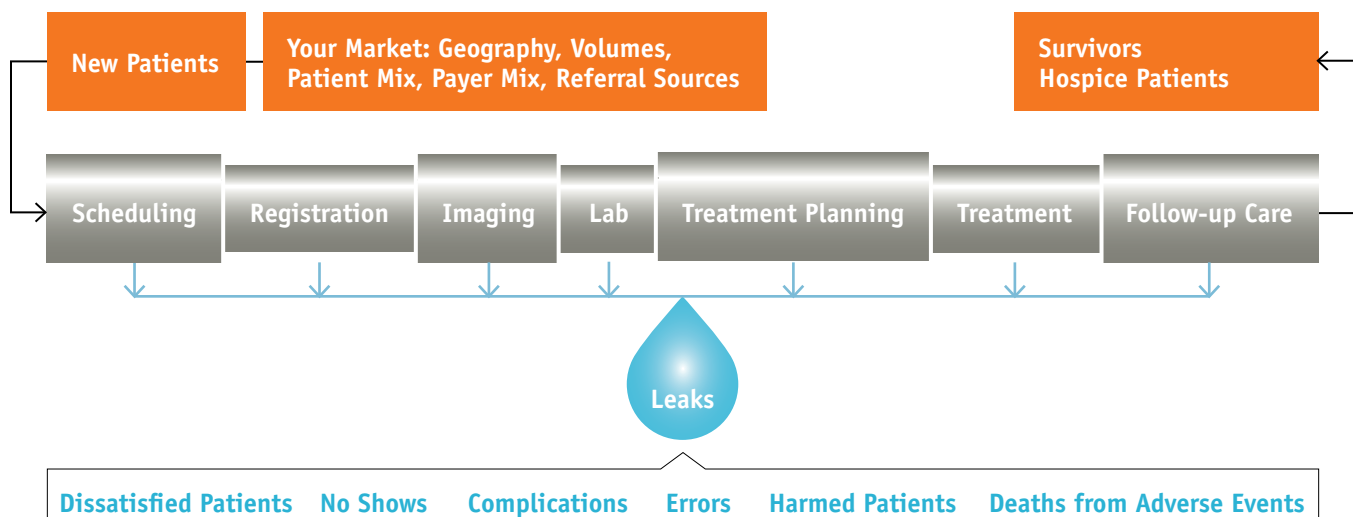 New Patients
Your Market: Geography, Volumes,
Patient Mix, Payer Mix, Referral Sources
Survivors
Hospice Patients
Scheduling
Registration
Imaging
Lab
Treatment Planning
Treatment
Follow-up Care
Leaks
Dissatisfied Patients
No Shows
Complications
Errors
Harmed Patients
Deaths from Adverse Events